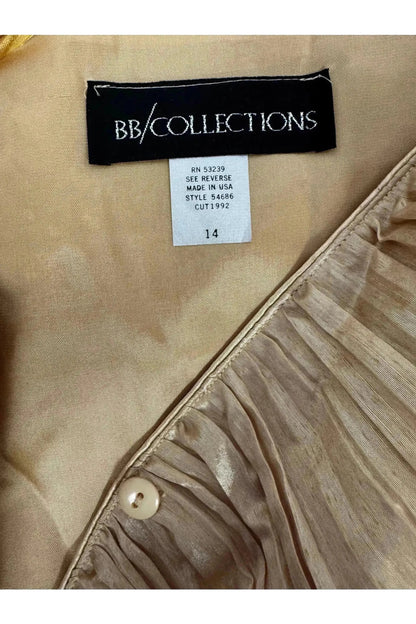 BB/COLLECTIONS
RN 53239
SEE REVERSE
MADE IN USA
STYLE 54686
CUT1992
14